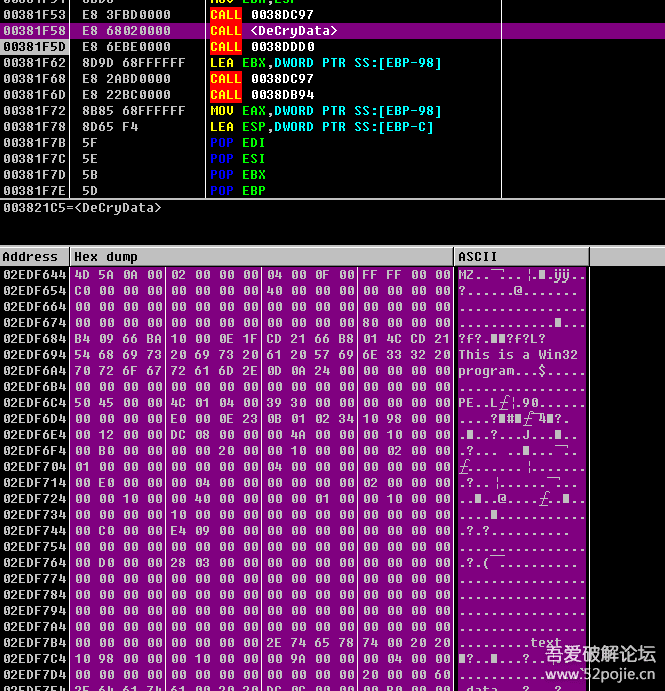 00381F53 E8 3FBD0000 CALL 0038DC97
00381F58 E8 68020000 CALL <DeCryData>
00381F5D E8 6EBE0000 CALL 0038DDD0
00381F62 8D9D 68FFFFFF LEA EBX,DWORD PTR SS:[EBP-98]
00381F68 E8 2ABD0000 CALL 0038DC97
00381F6D E8 22BC0000 CALL 0038DB94
00381F72 8B85 68FFFFFF MOV EAX,DWORD PTR SS:[EBP-98]
00381F78 8D65 F4 LEA ESP,DWORD PTR SS:[EBP-C]
00381F7B 5F POP EDI
00381F7C 5E POP ESI
00381F7D 5B POP EBX
00381F7E 5D POP EBP
003821C5=<DeCryData>
Address Hex dump ASCII
02EDF644 4D 5A 0A 00 02 00 00 00 04 00 0F 00 FF FF 00 00
02EDF654 C0 00 00 00 00 00 00 00 40 00 00 00 00 00 00 00 ?.......@.......
02EDF664 00 00 00 00 00 00 00 00 00 00 00 00 00 00 00 00 ................
02EDF674 00 00 00 00 00 00 00 00 00 00 00 00 80 00 00 00
02EDF684 B4 09 66 BA 10 00 0E 1F CD 21 66 B8 01 4C CD 21
02EDF694 54 68 69 73 20 69 73 20 61 20 57 69 6E 33 32 20 This is a Win32
02EDF6A4 70 72 6F 67 72 61 6D 2E 0D 0A 24 00 00 00 00 00 program...$.....
02EDF6B4 00 00 00 00 00 00 00 00 00 00 00 00 00 00 00 00 ................
02EDF6C4 50 45 00 00 4C 01 04 00 39 30 00 00 00 00 00 00
02EDF6D4 00 00 00 00 E0 00 0E 23 0B 01 02 34 10 98 00 00
02EDF6E4 00 12 00 00 DC 08 00 00 00 4A 00 00 00 10 00 00
02EDF6F4 00 B0 00 00 00 00 20 00 00 10 00 00 00 02 00 00
02EDF704 01 00 00 00 00 00 00 00 04 00 00 00 00 00 00 00
02EDF714 00 E0 00 00 00 04 00 00 00 00 00 00 02 00 00 00
02EDF724 00 00 10 00 00 40 00 00 00 00 01 00 00 10 00 00
02EDF734 00 00 00 00 10 00 00 00 00 00 00 00 00 00 00 00
02EDF744 00 C0 00 00 E4 09 00 00 00 00 00 00 00 00 00 00
02EDF754 00 00 00 00 00 00 00 00 00 00 00 00 00 00 00 00 ................
02EDF764 00 D0 00 00 28 03 00 00 00 00 00 00 00 00 00 00
02EDF774 00 00 00 00 00 00 00 00 00 00 00 00 00 00 00 00 ................
02EDF784 00 00 00 00 00 00 00 00 00 00 00 00 00 00 00 00 ................
02EDF794 00 00 00 00 00 00 00 00 00 00 00 00 00 00 00 00 ................
02EDF7A4 00 00 00 00 00 00 00 00 00 00 00 00 00 00 00 00 ................
02EDF7B4 00 00 00 00 00 00 00 00 2E 74 65 78 74 00 20 20 .........text.
02EDF7C4 10 98 00 00 00 10 00 00 00 9A 00 00 00 04 00 00
02EDF7D4 00 00 00 00 00 00 00 00 00 00 00 00 20 00 00 60
吾爱破解论坛
www.52pojie.cn